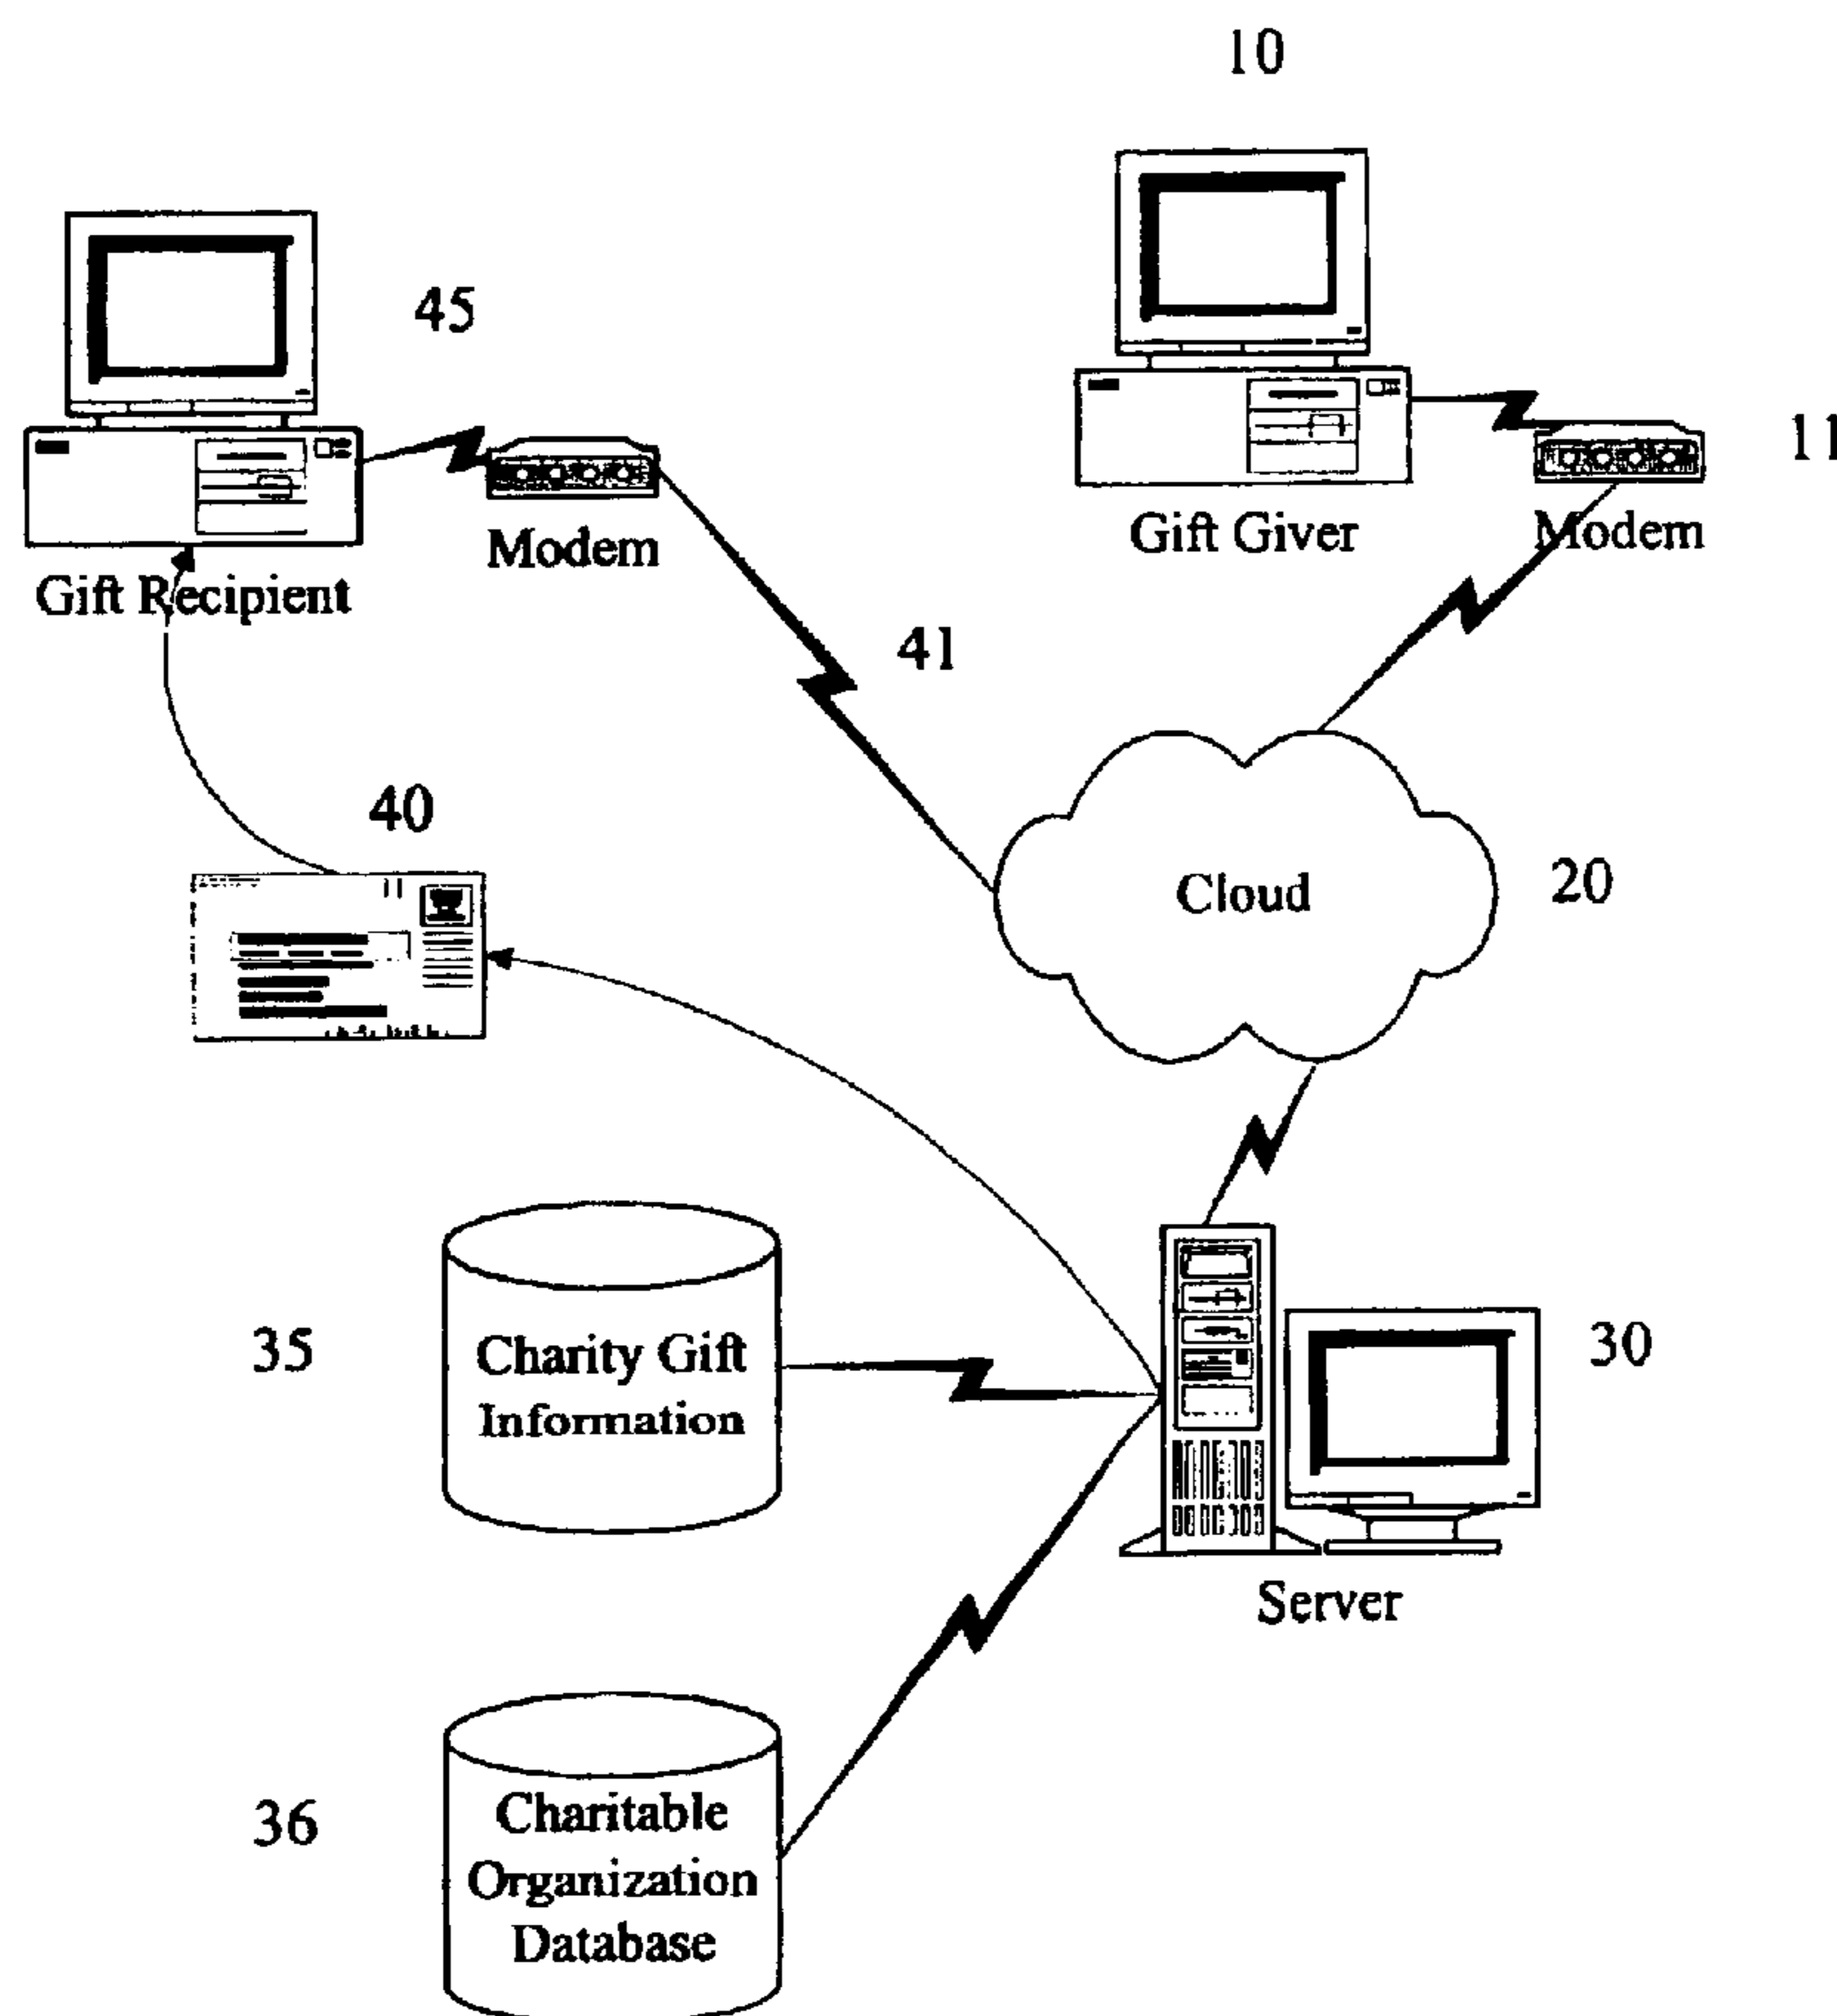 10
45
11
Gift Giver
Modem
Modem
Gift Recipient
41
40
Cloud
20
35
Charity Gift
Information
30
Server
36
Charitable
Organization
Database